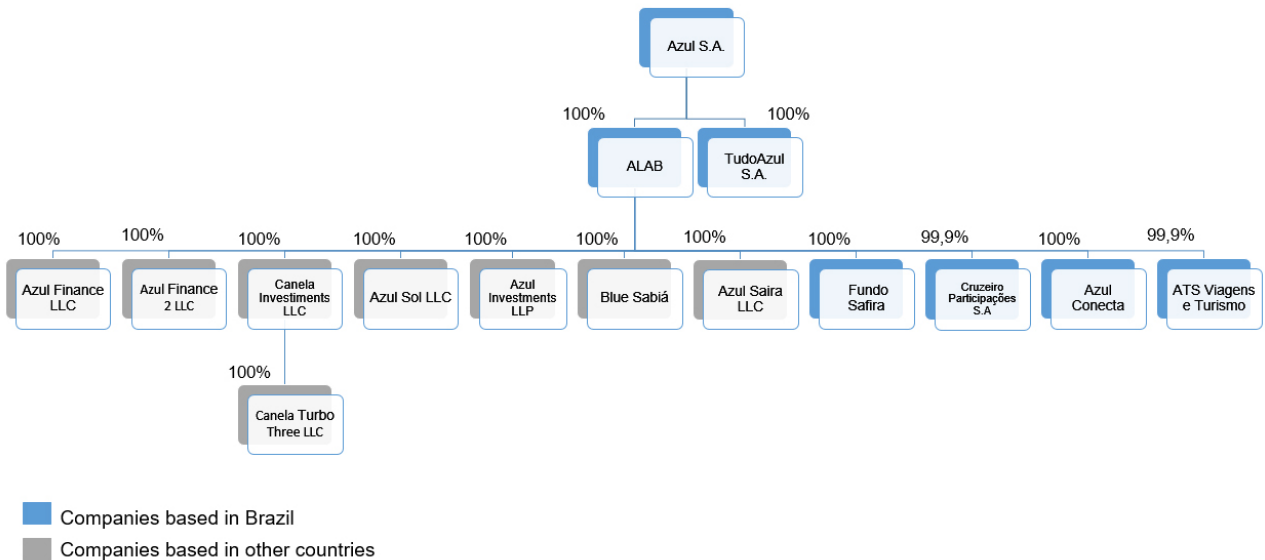 Azul S.A.
100%
100%
ALAB
TudoAzul
S.A.
100%
100%
100%
100%
100%
100%
100%
100%
99,9%
100%
99,9%
Azul Finance
LLC
Azul Finance
2 LLC
Canela
Investiments
LLC
Azul Sol LLC
Azul
Investments
LLP
Blue Sabiá
Azul Saira
LLC
Fundo
Safira
Cruzeiro
Participações
S.A
Azul
Conecta
ATS Viagens
e Turismo
100%
Canela Turbo
Three LLC
Companies based in Brazil
Companies based in other countries